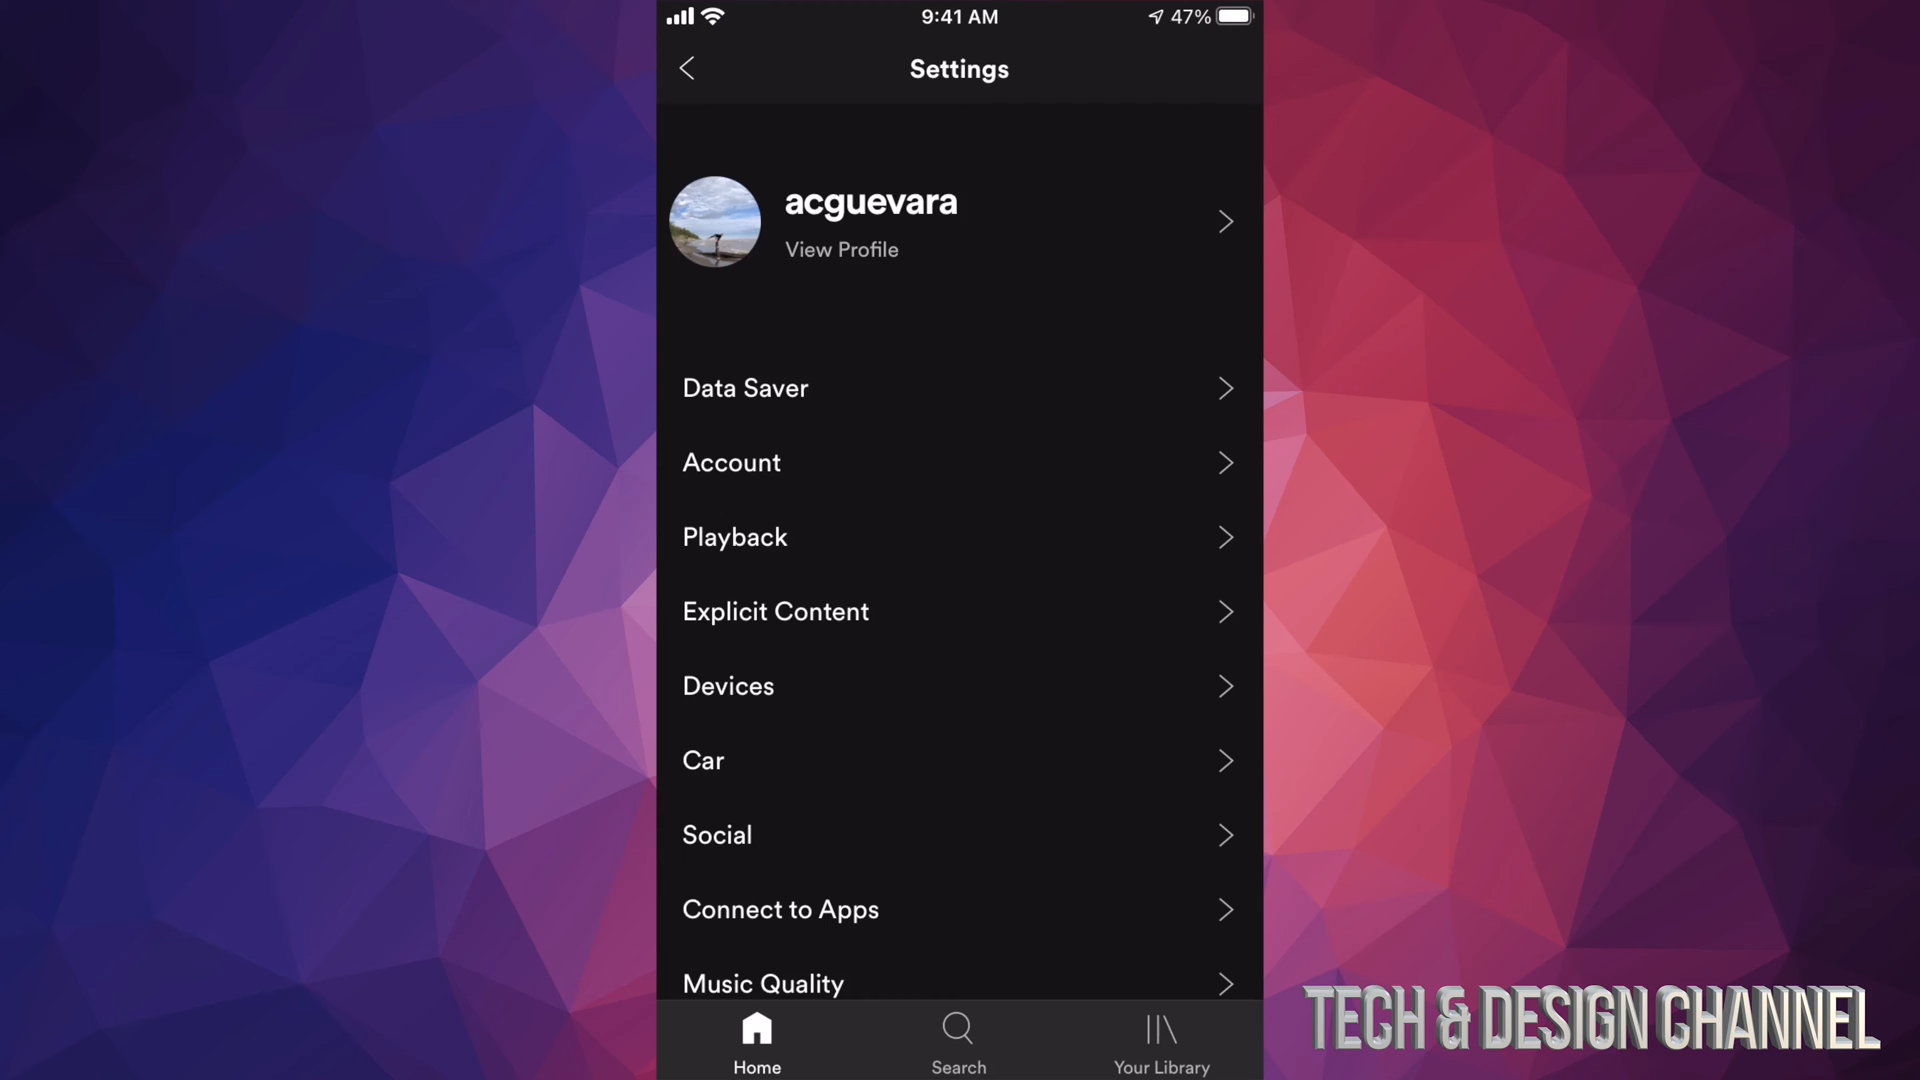 9:41 AM
47%
Settings
acguevara
View Profile
Data Saver
Account
Playback
Explicit Content
Devices
Car
Social
Connect to Apps
Music Quality
Home
Search
Your Library
TECH & DESIGN CHANNEL